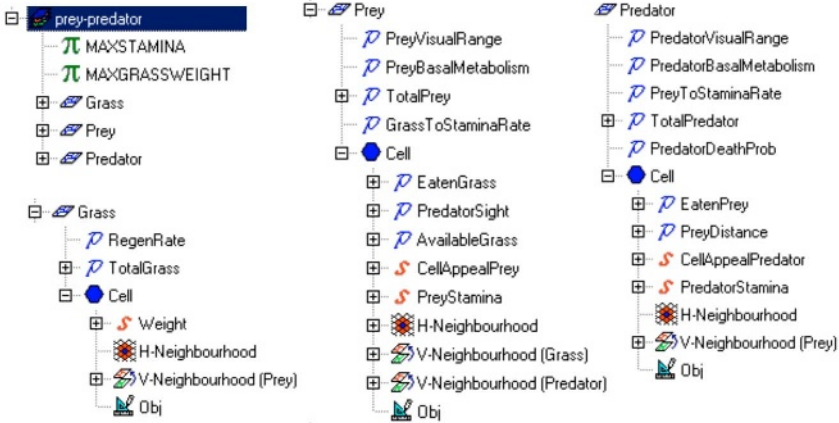 prey-predator
MAXSTAMINA
MAXGRASSWEIGHT
Grass
Prey
Predator
Grass
RegenRate
TotalGrass
Cell
Weight
H-Neighbourhood
V-Neighbourhood (Prey)
Obj
Prey
PreyVisualRange
PreyBasalMetabolism
TotalPrey
GrassToStaminaRate
Cell
EatenGrass
PredatorSight
AvailableGrass
CellAppealPrey
PreyStamina
H-Neighbourhood
V-Neighbourhood (Grass)
V-Neighbourhood (Predator)
Obj
Predator
PredatorVisualRange
PredatorBasalMetabolism
PreyToStaminaRate
TotalPredator
PredatorDeathProb
Cell
EatenPrey
PreyDistance
CellAppealPredator
PredatorStamina
H-Neighbourhood
V-Neighbourhood (Prey)
Obj